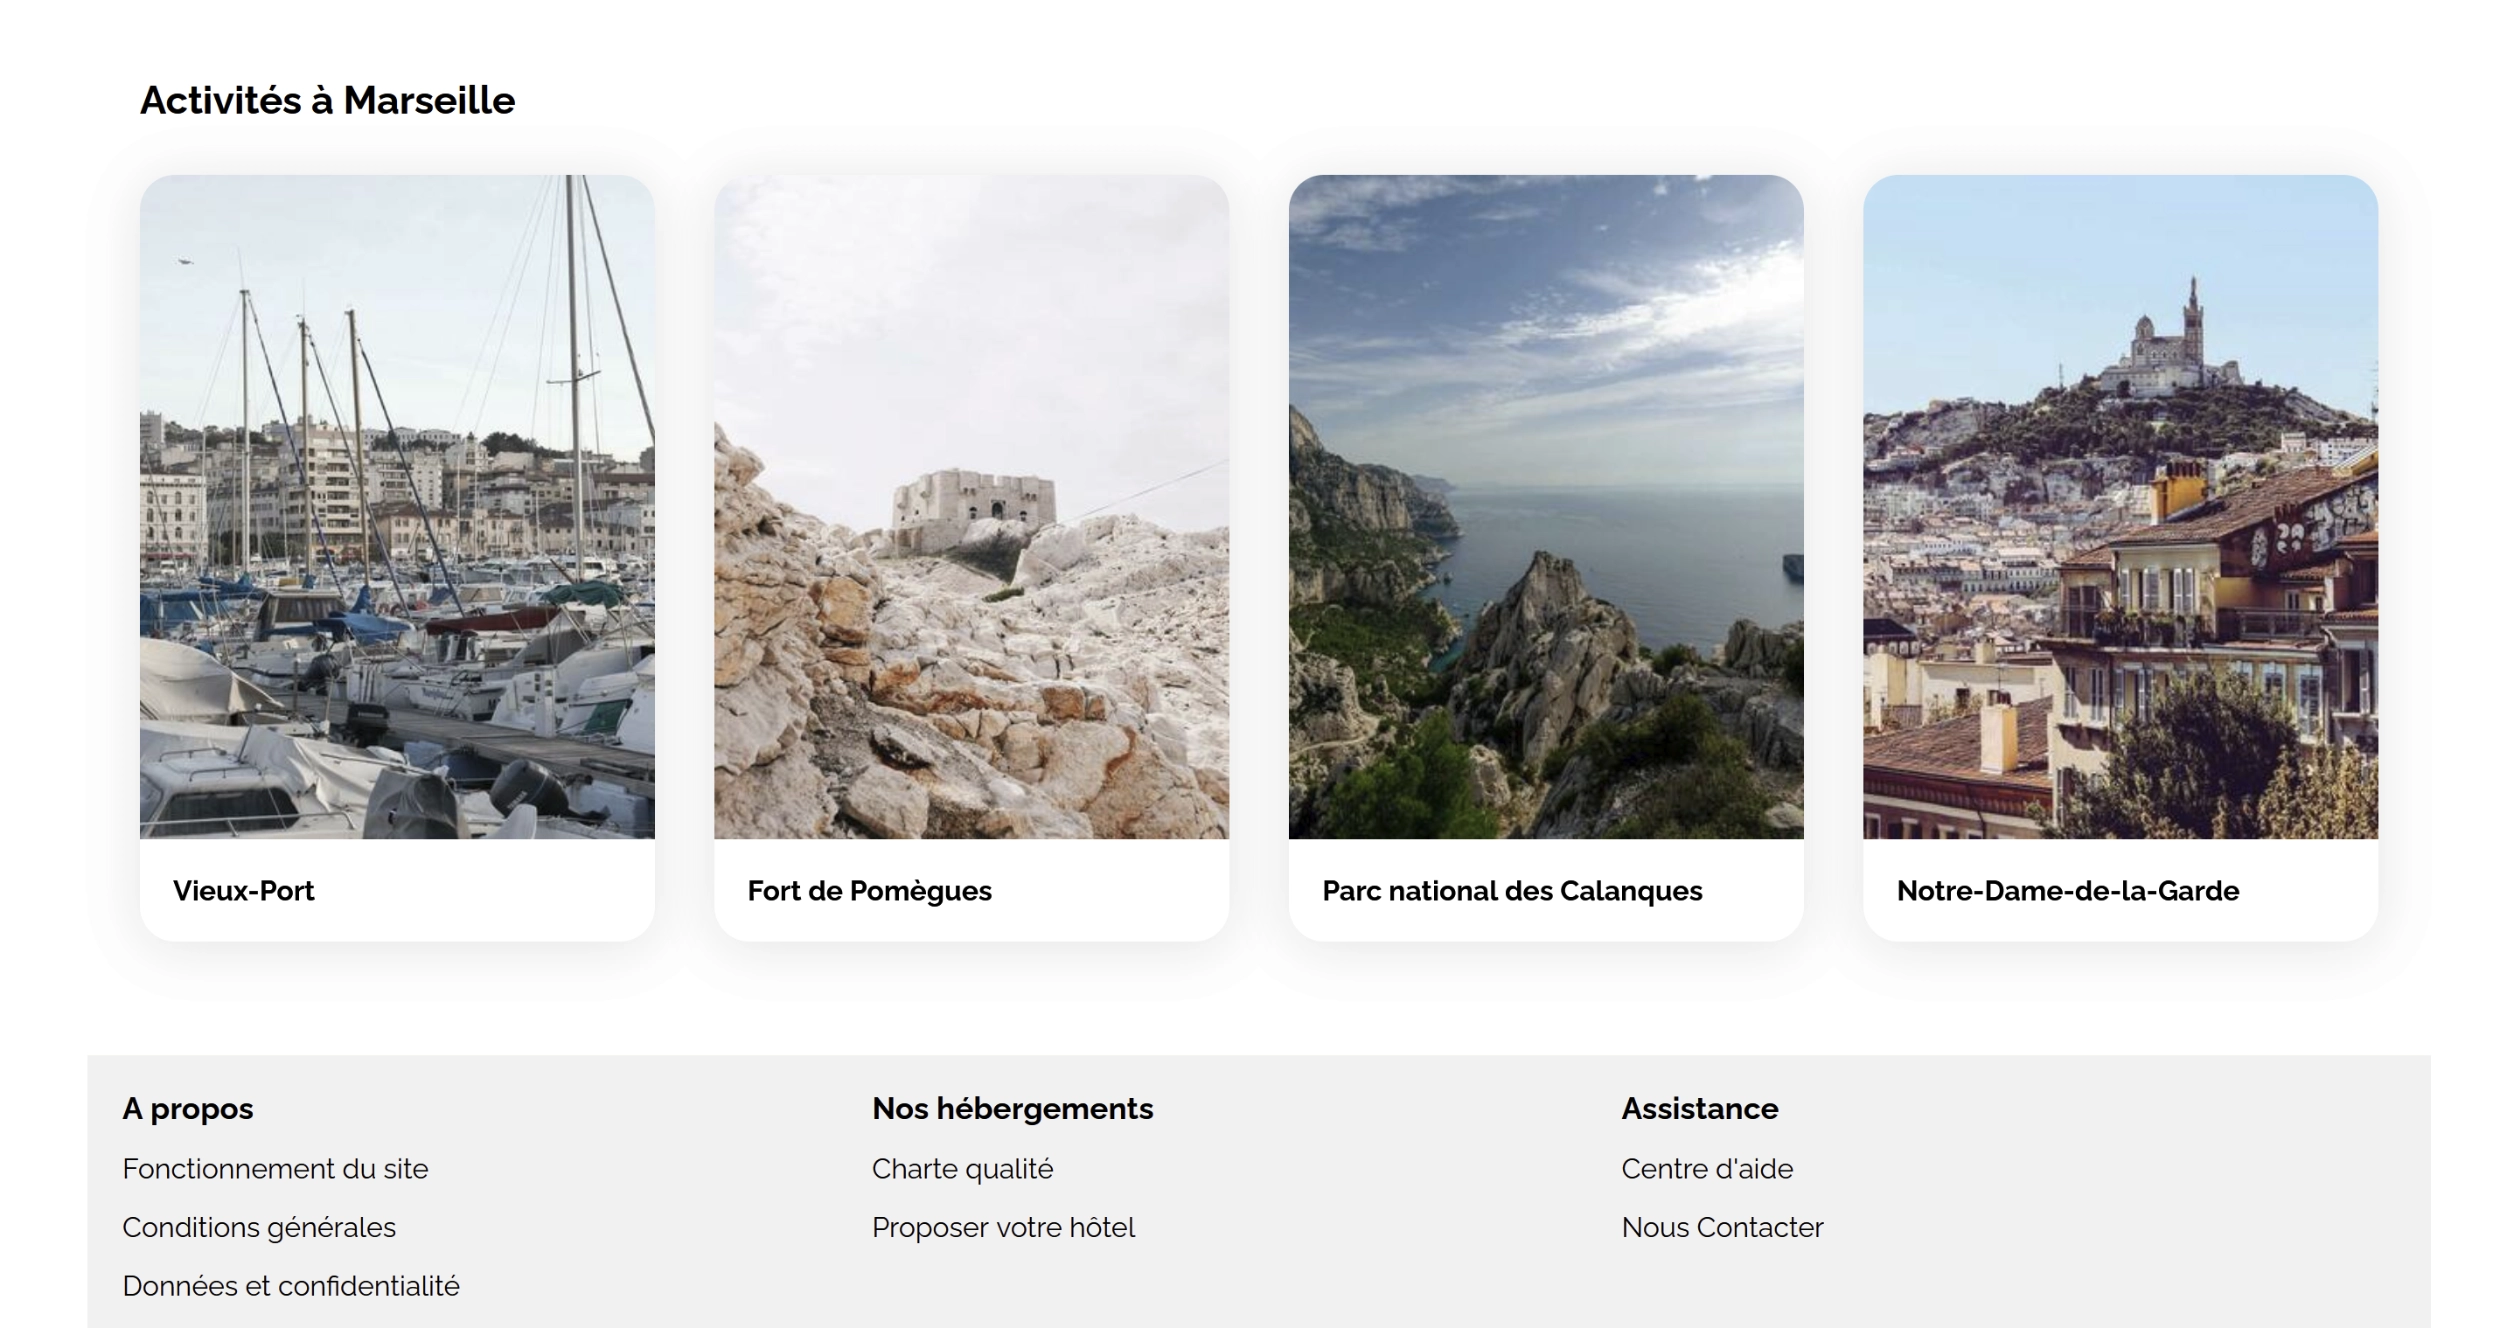 Activités à Marseille
Vieux-Port
Fort de Pomègues
Parc national des Calanques
Notre-Dame-de-la-Garde
A propos
Fonctionnement du site
Conditions générales
Données et confidentialité
Nos hébergements
Charte qualité
Proposer votre hôtel
Assistance
Centre d'aide
Nous Contacter